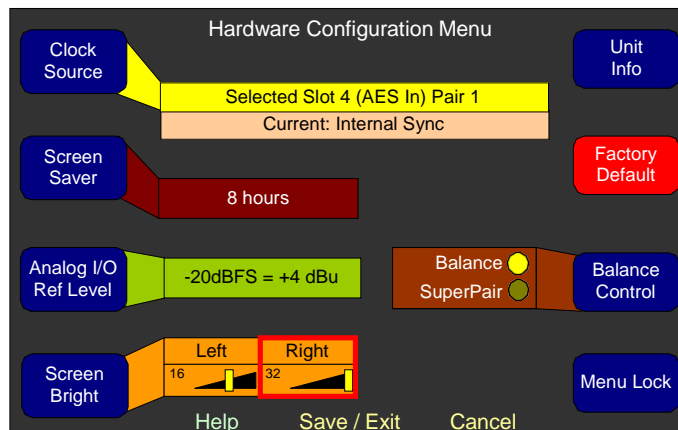 Hardware Configuration Menu
Clock
Source
Selected Slot 4 (AES In) Pair 1
Current: Internal Sync
Unit
Info
Screen
Saver
8 hours
Factory
Default
Analog I/O
Ref Level
-20dBFS = +4 dBu
Balance
SuperPair
Balance
Control
Screen
Bright
Left
16
Right
32
Menu Lock
Help Save / Exit Cancel